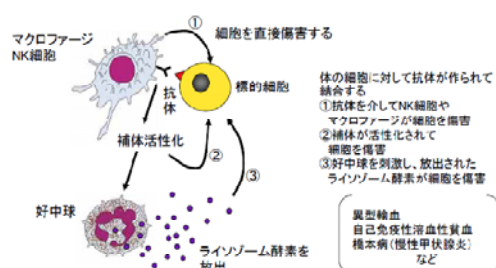 ①
細胞を直接傷害する
マクロファージ
NK細胞
抗体
標的細胞
補体活性化
②
③
好中球
ライソゾーム酵素を
放出
体の細胞に対して抗体が作られて
結合する
①抗体を介してNK細胞や
マクロファージが細胞を傷害
②補体が活性化されて
細胞を傷害
③好中球を刺激し、放出された
ライソゾーム酵素が細胞を傷害
異型輸血
自己免疫性溶血性貧血
橋本病(慢性甲状腺炎)
など